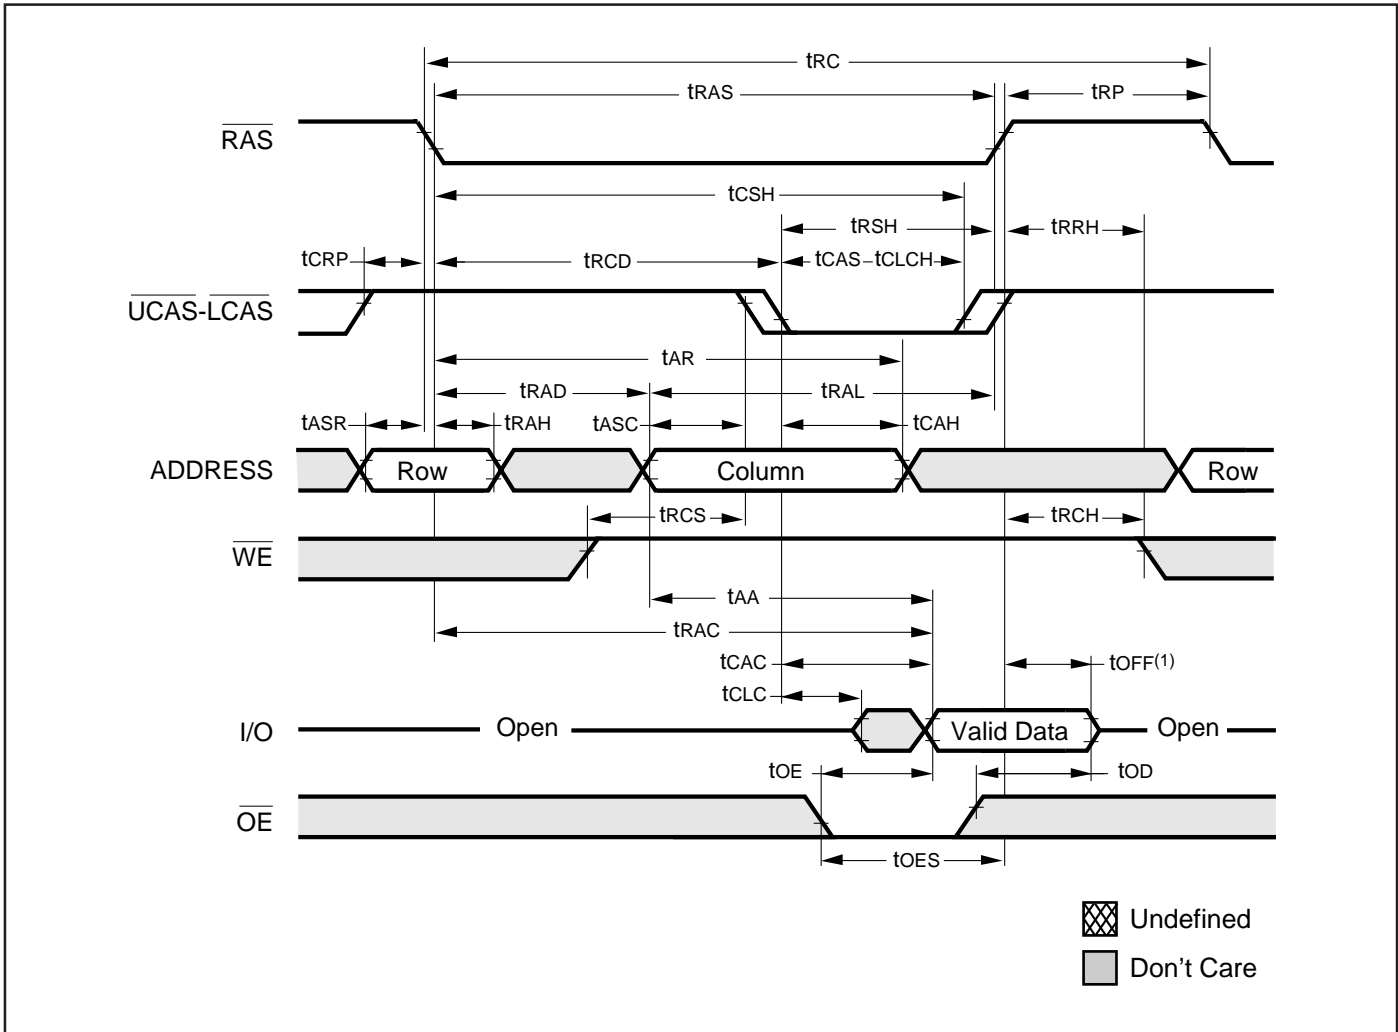 tRC
tRAS
tRP
RAS
tCSH
tRSH
tRRH
tCRP
tRCD
tCAS
tCLCH
UCAS-LCAS
tAR
tRAD
tRAL
tASR
tRAH
tASC
tCAH
ADDRESS
Row
Column
Row
tRCS
tRCH
WE
tAA
tRAC
tCAC
tOFF(1)
tCLC
I/O
Open
Valid Data
Open
tOE
tOD
OE
tOES
Undefined
Don't Care